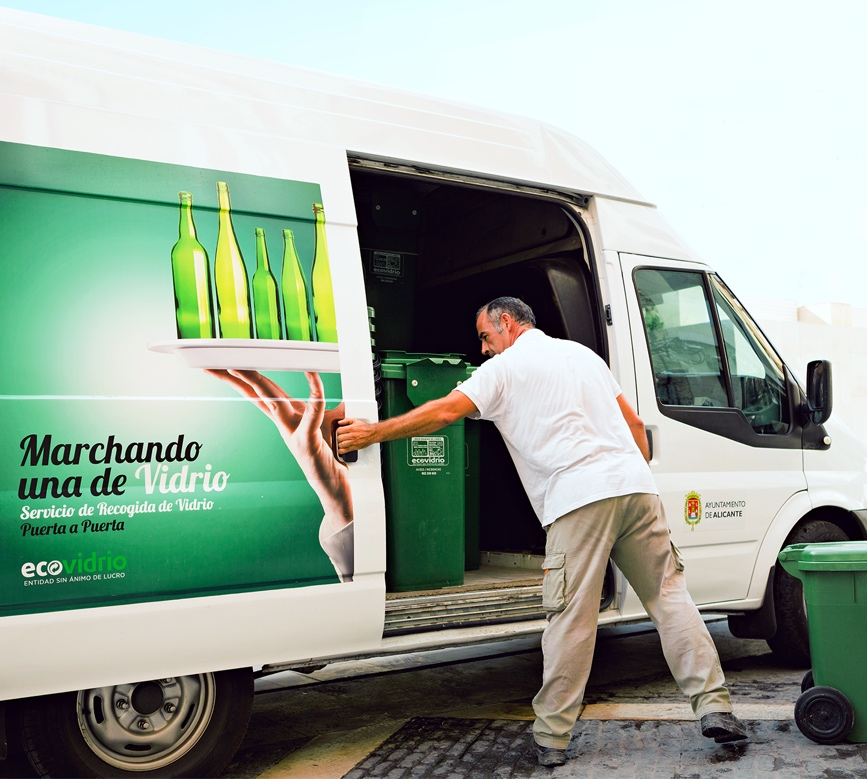 Marchando
una de Vidrio
Servicio de Recogida de Vidrio
Puerta a Puerta
ecovidrio
ENTIDAD SIN ÁNIMO DE LUCRO
ecovidrio
ecovidrio
AYUNTAMIENTO
DE ALICANTE